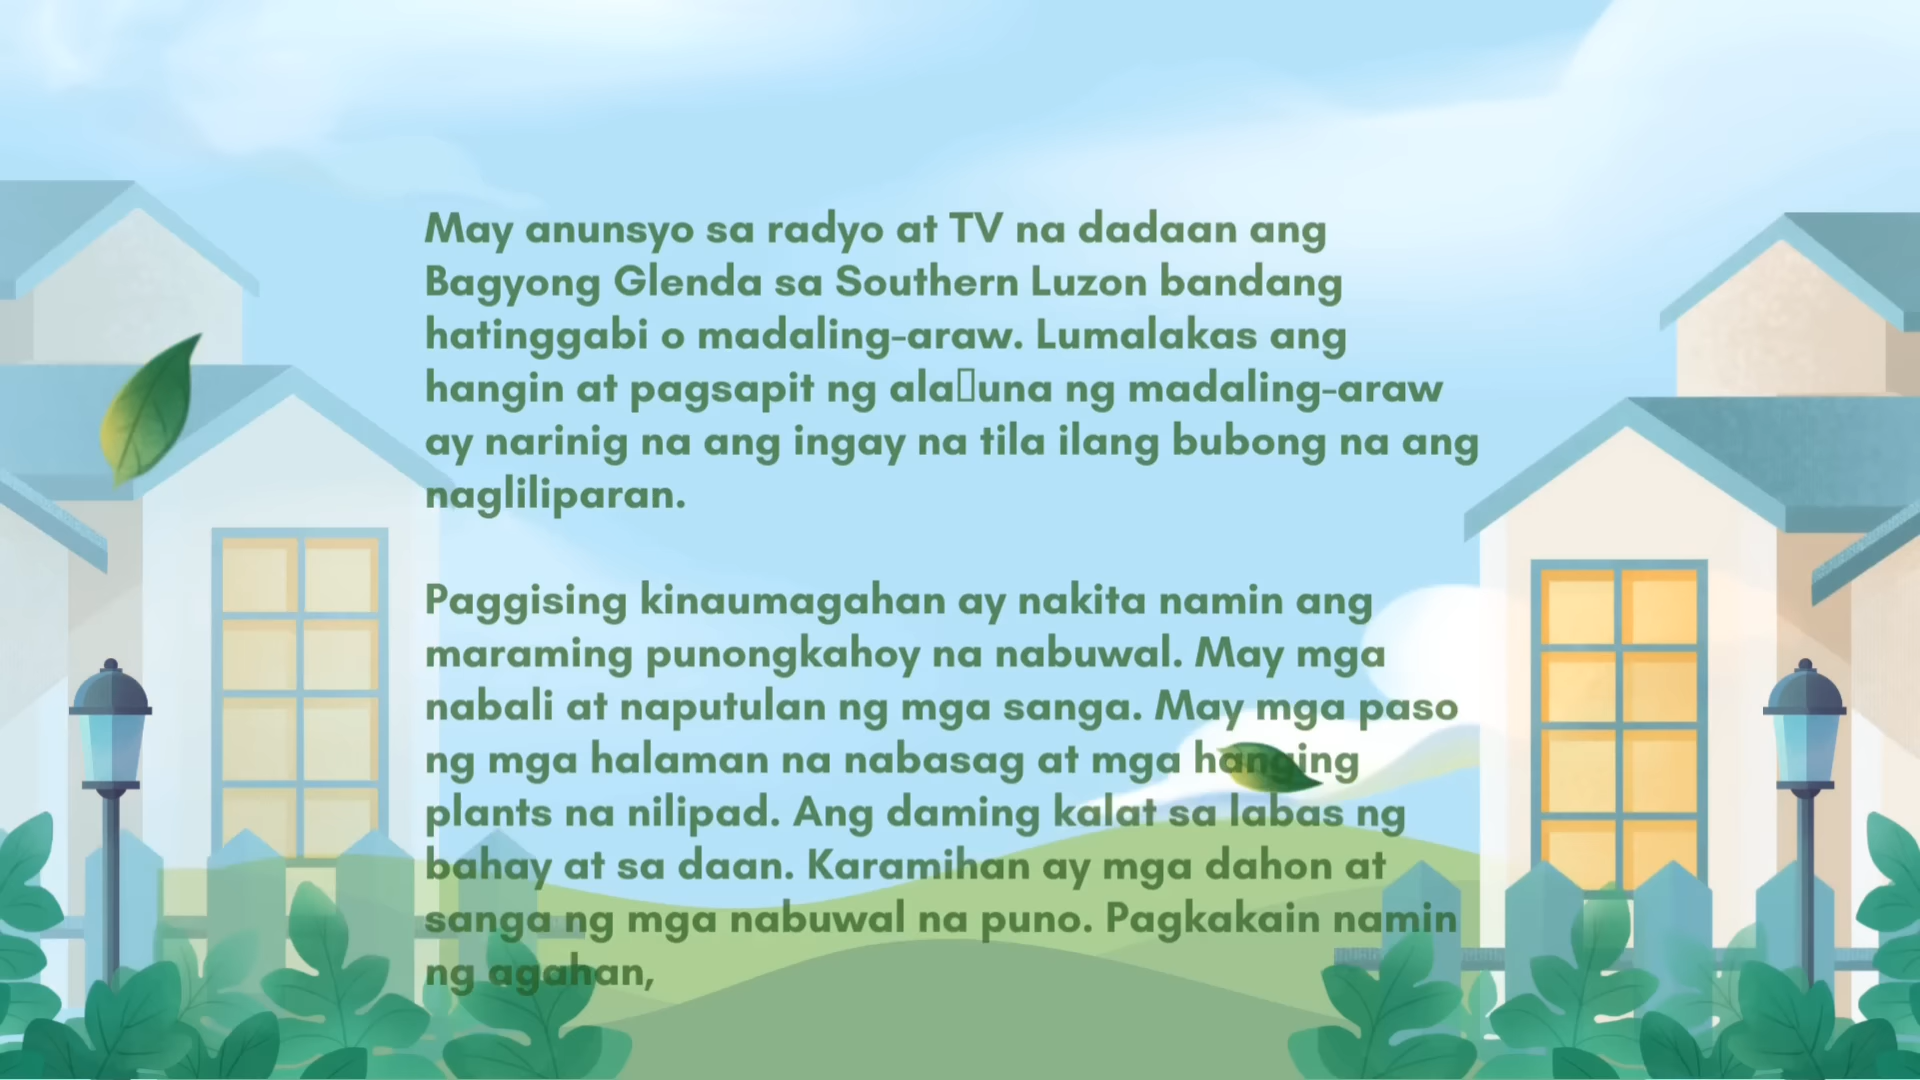 May anunsyo sa radyo at TV na dadaan ang
Bagyong Glenda sa Southern Luzon bandang
hatinggabi o madaling-araw. Lumalakas ang
hangin at pagsapit ng ala▯una ng madaling-araw
ay narinig na ang ingay na tila ilang bubong na ang
nagliliparan.
Paggising kinaumagahan ay nakita namin ang
maraming punongkahoy na nabuwal. May mga
nabali at naputulan ng mga sanga. May mga paso
ng mga halaman na nabasag at mga hanging
plants na nilipad. Ang daming kalat sa labas ng
bahay at sa daan. Karamihan ay mga dahon at
sanga ng mga nabuwal na puno. Pagkakain namin
ng agahan,